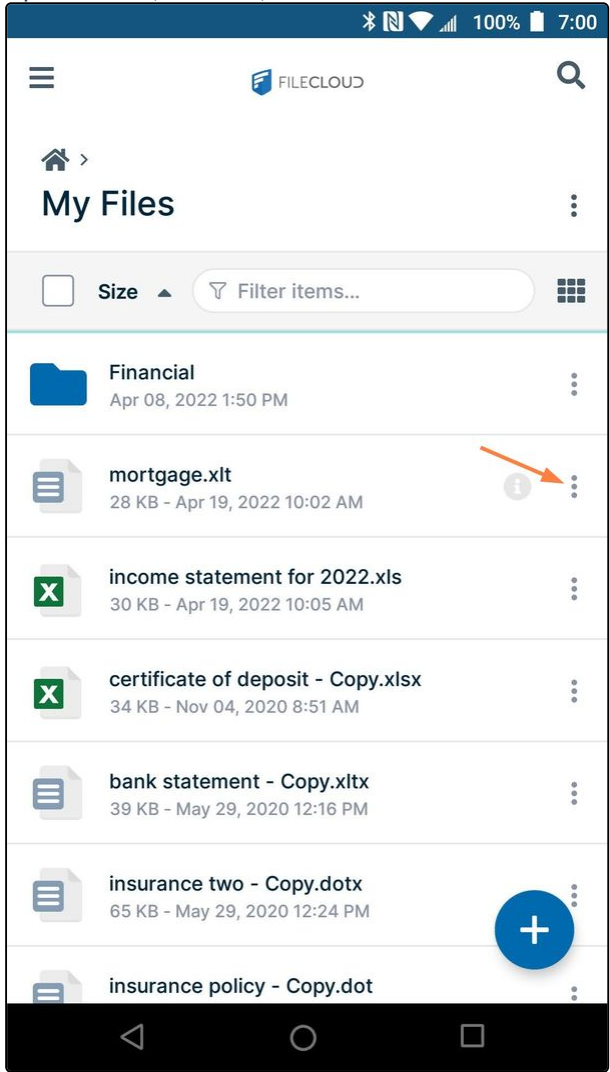 100% 7:00
FILECLOUD
My Files
Size Filter items...
Financial
Apr 08, 2022 1:50 PM
mortgage.xlt
28 KB - Apr 19, 2022 10:02 AM
income statement for 2022.xls
30 KB - Apr 19, 2022 10:05 AM
certificate of deposit - Copy.xlsx
34 KB - Nov 04, 2020 8:51 AM
bank statement - Copy.xltx
39 KB - May 29, 2020 12:16 PM
insurance two - Copy.dotx
65 KB - May 29, 2020 12:24 PM
insurance policy - Copy.dot